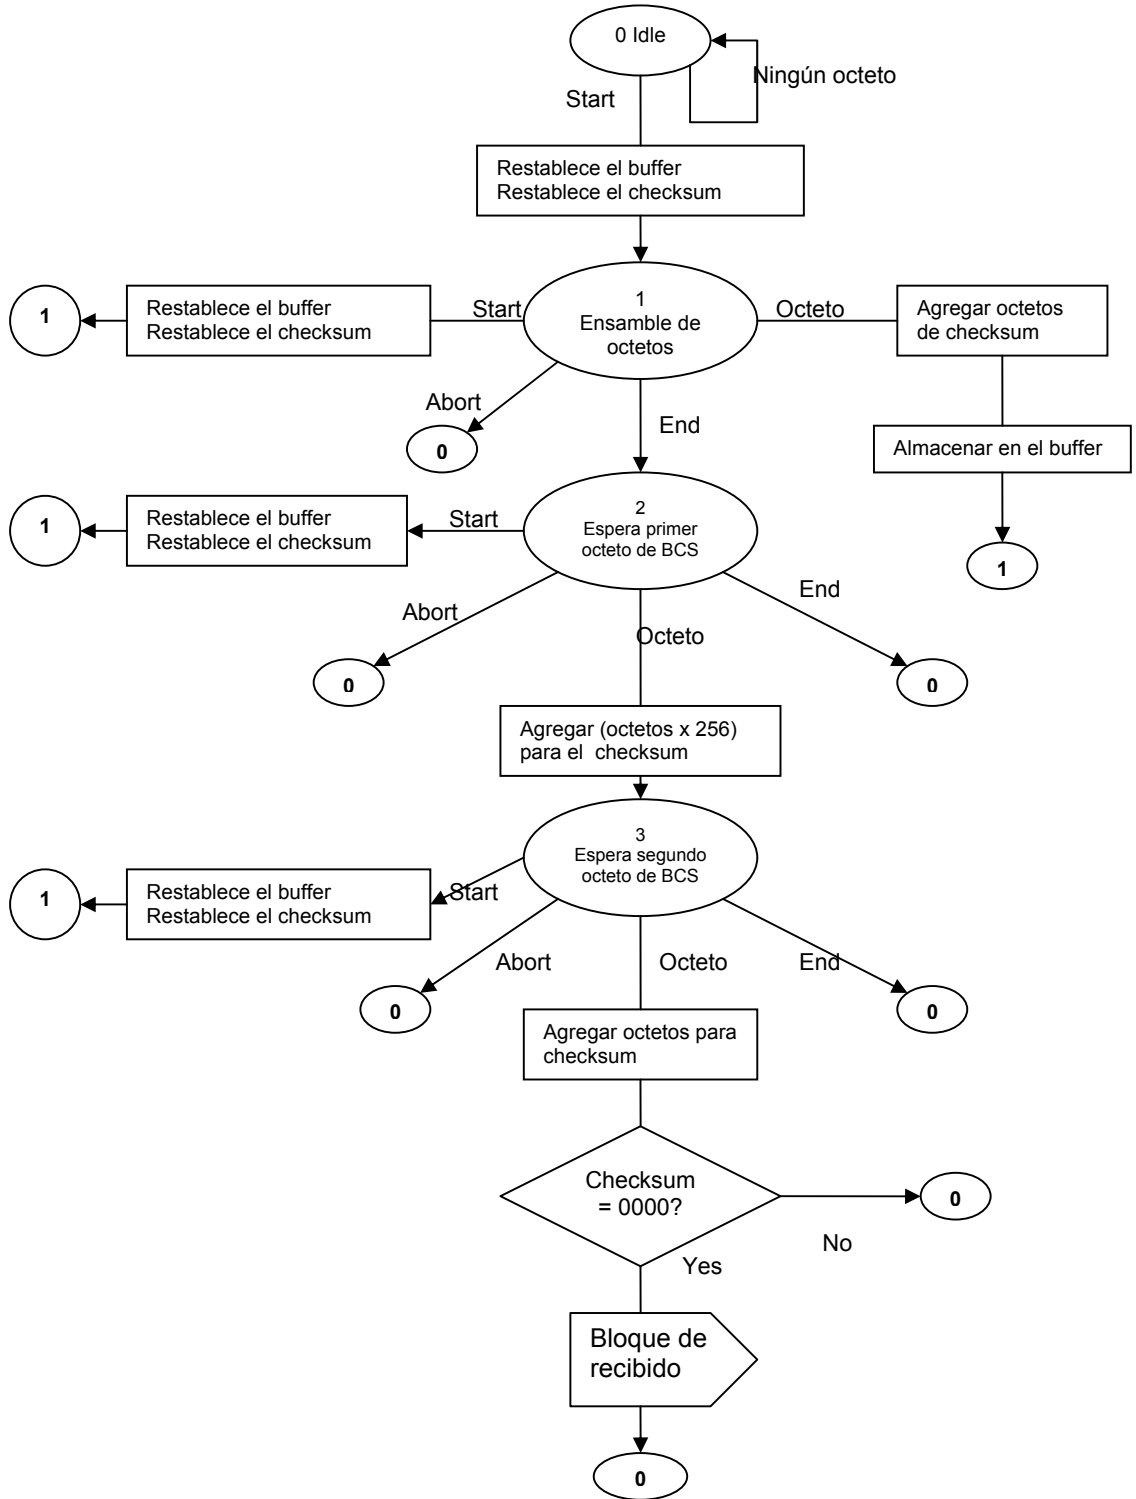 0 Idle
Ningún octeto
Start
Restablece el buffer
Restablece el checksum
1
Restablece el buffer
Restablece el checksum
Start
1
Ensamble de
octetos
Octeto
Agregar octetos
de checksum
Abort
0
End
Almacenar en el buffer
1
1
Restablece el buffer
Restablece el checksum
Start
2
Espera primer
octeto de BCS
Abort
0
Octeto
End
0
Agregar (octetos x 256)
para el checksum
3
Espera segundo
octeto de BCS
1
Restablece el buffer
Restablece el checksum
Start
Abort
0
Octeto
End
0
Agregar octetos para
checksum
Checksum
= 0000?
0
No
Yes
Bloque de
recibido
0